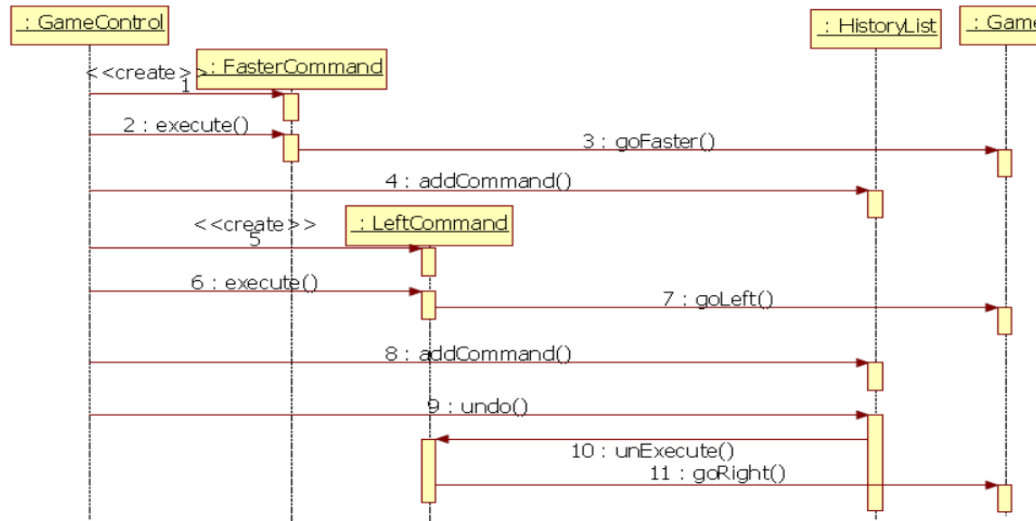 : GameControl
: HistoryList
: Game
<<create>>
: FasterCommand
1
2 : execute()
3 : goFaster()
4 : addCommand()
<<create>>
: LeftCommand
5
6 : execute()
7 : goLeft()
8 : addCommand()
9 : undo()
10 : unExecute()
11 : goRight()